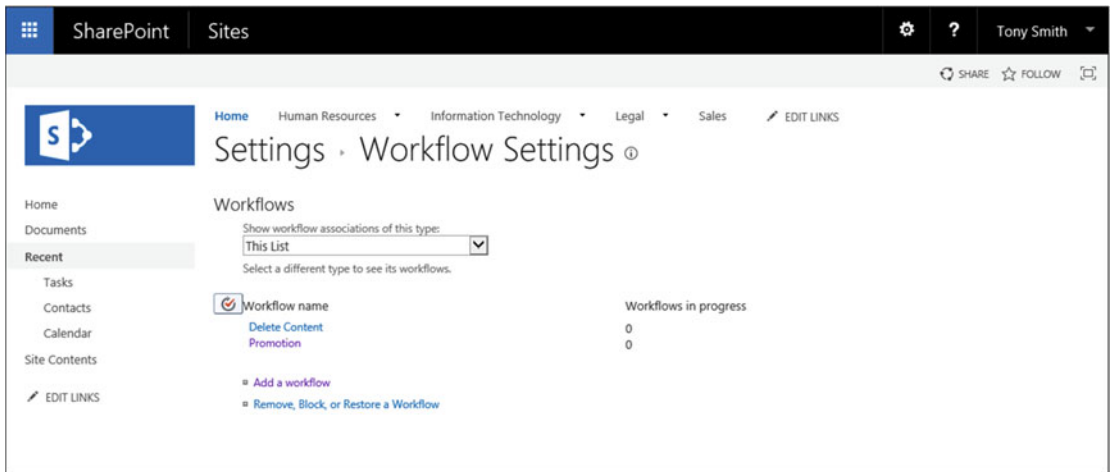 SharePoint Sites ? Tony Smith
SHARE FOLLOW
S
Home Human Resources Information Technology Legal Sales EDIT LINKS
Settings Workflow Settings
Home
Documents
Recent
Tasks
Contacts
Calendar
Site Contents
EDIT LINKS
Workflows
Show workflow associations of this type:
This List
Select a different type to see its workflows.
Workflow name Workflows in progress
Delete Content 0
Promotion 0
Add a workflow
Remove, Block, or Restore a Workflow